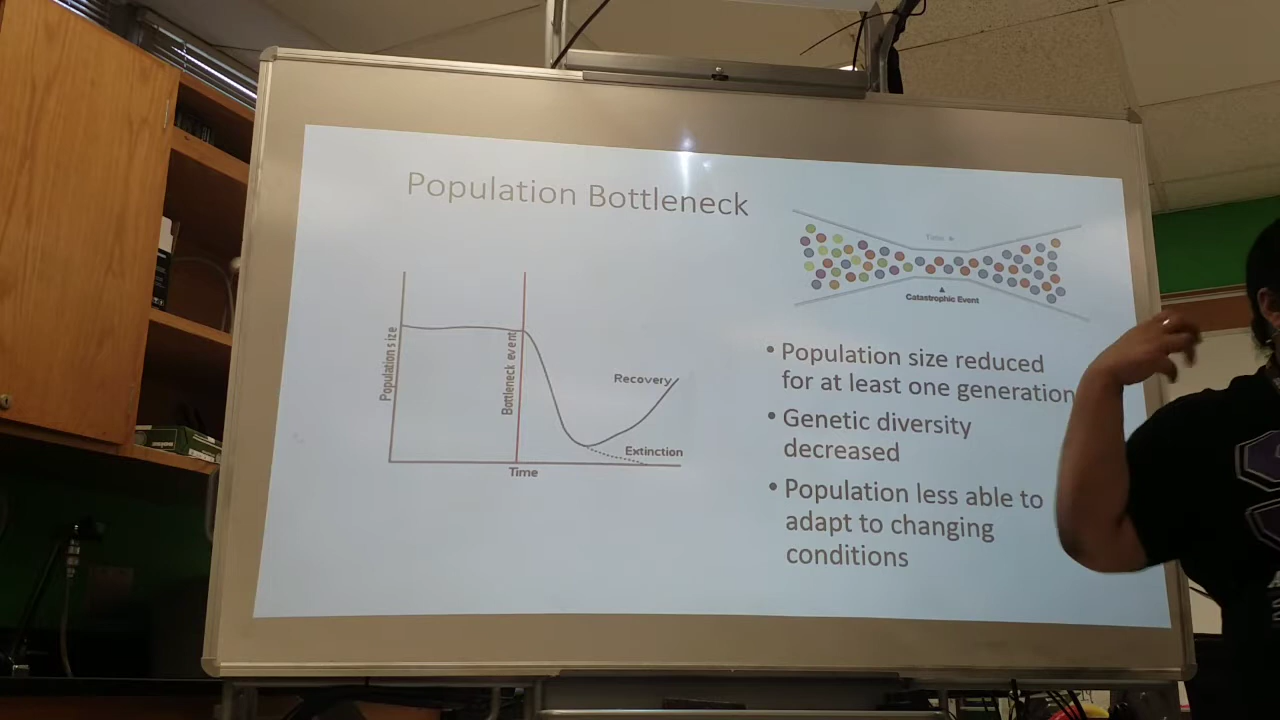 Population Bottleneck
Population size
Bottleneck event
Recovery
Extinction
Time
Time
Catastrophic Event
• Population size reduced
for at least one generation
• Genetic diversity
decreased
• Population less able to
adapt to changing
conditions